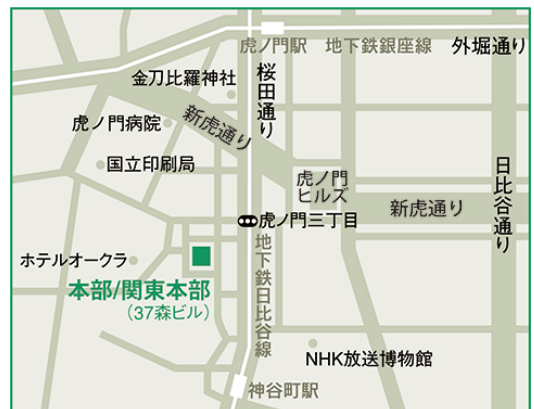 虎ノ門駅
地下鉄銀座線
外堀通り
金刀比羅神社
桜田通り
虎ノ門病院
新虎通り
国立印刷局
虎ノ門
ヒルズ
新虎通り
日比谷通り
虎ノ門三丁目
ホテルオークラ
本部/関東本部
(37森ビル)
地下鉄日比谷線
NHK放送博物館
神谷町駅